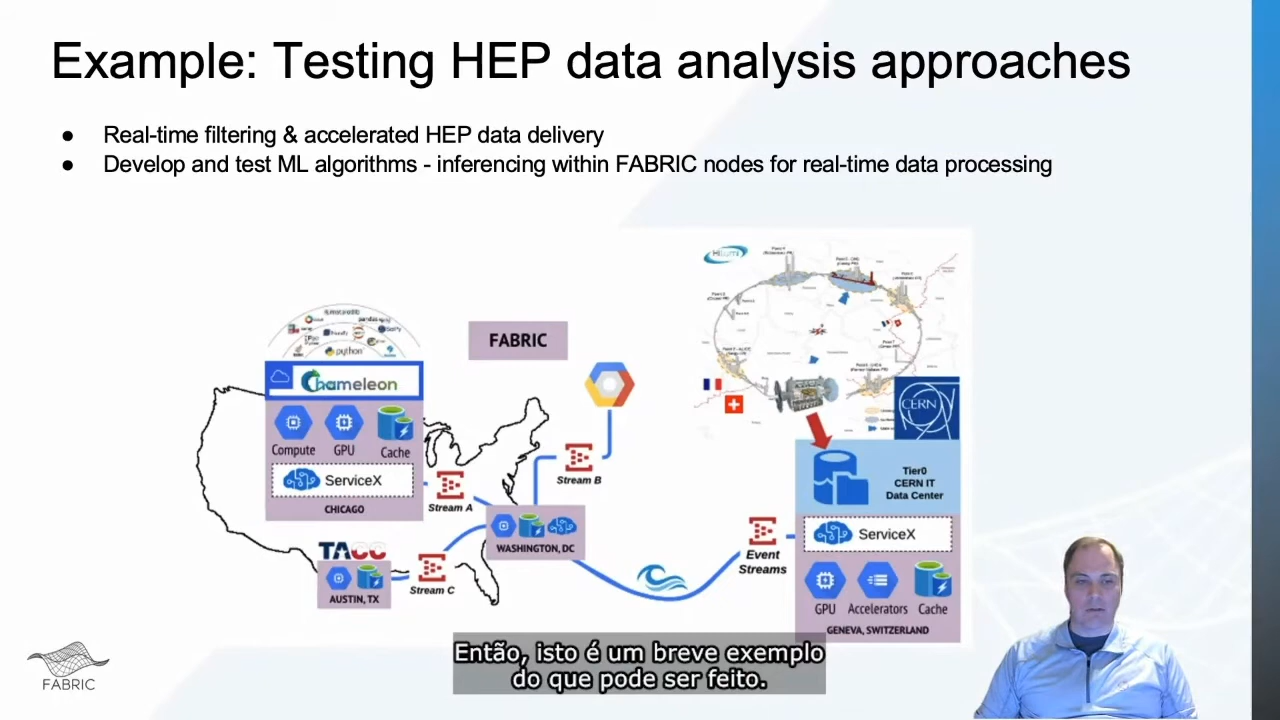 Example: Testing HEP data analysis approaches
● Real-time filtering & accelerated HEP data delivery
● Develop and test ML algorithms - inferencing within FABRIC nodes for real-time data processing
HiLumi
FABRIC
python
SciPy
Chameleon
Compute
GPU
Cache
ServiceX
CHICAGO
Stream A
Stream B
CERN
Tier0
CERN IT
Data Center
ServiceX
WASHINGTON, DC
Event
Streams
TACC
AUSTIN, TX
Stream C
GPU
Accelerators
Cache
GENEVA, SWITZERLAND
Então, isto é um breve exemplo
do que pode ser feito.
FABRIC